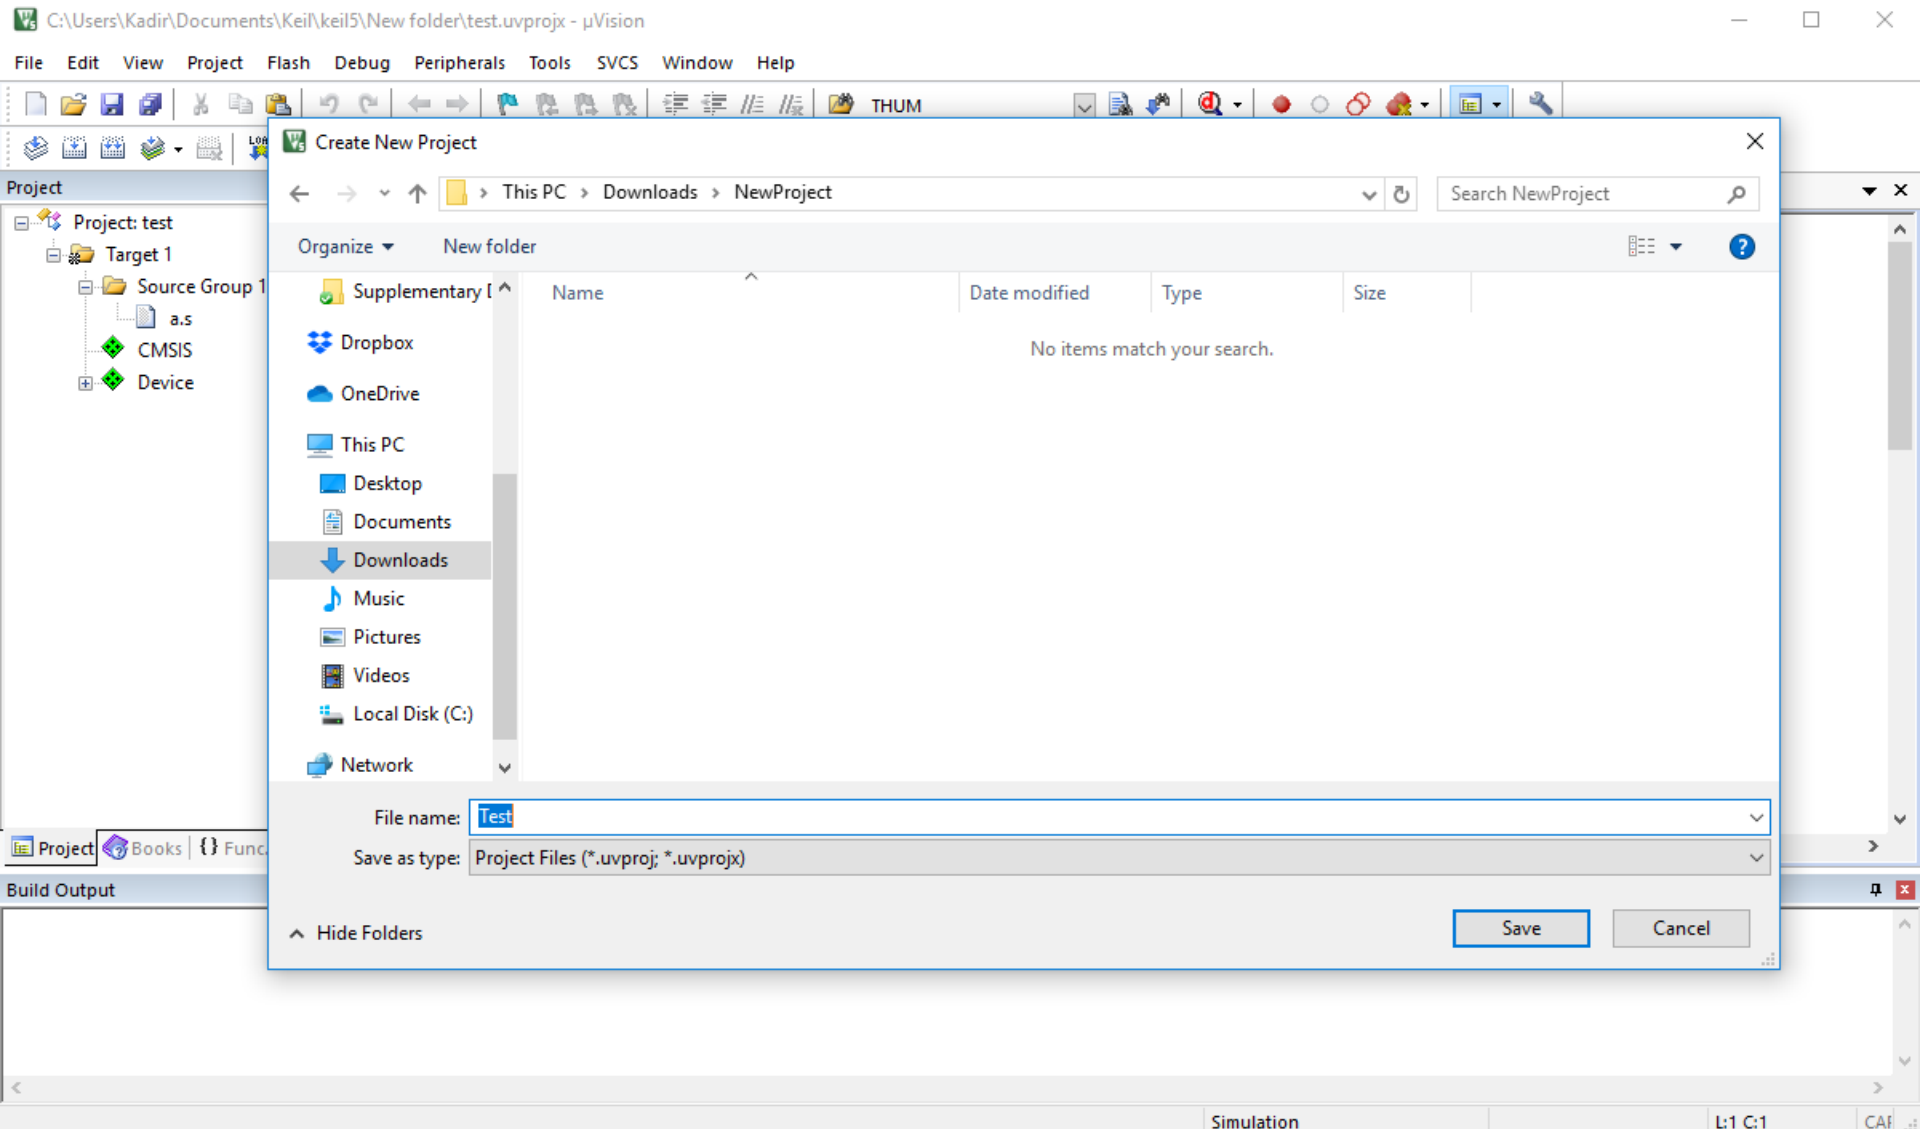 C:\Users\Kadir\Documents\Keil\keil5\New folder\test.uvprojx - µVision
File Edit View Project Flash Debug Peripherals Tools SVCS Window Help
THUM
Create New Project
This PC > Downloads > NewProject
Search NewProject
Organize
New folder
Project
Project: test
Target 1
Source Group 1
a.s
CMSIS
Device
Supplementary
Dropbox
OneDrive
This PC
Desktop
Documents
Downloads
Music
Pictures
Videos
Local Disk (C:)
Network
Name Date modified Type Size
No items match your search.
File name: Test
Save as type: Project Files (*.uvproj; *.uvprojx)
Hide Folders
Save Cancel
Project Books {} Func.
Build Output
Simulation L:1 C:1